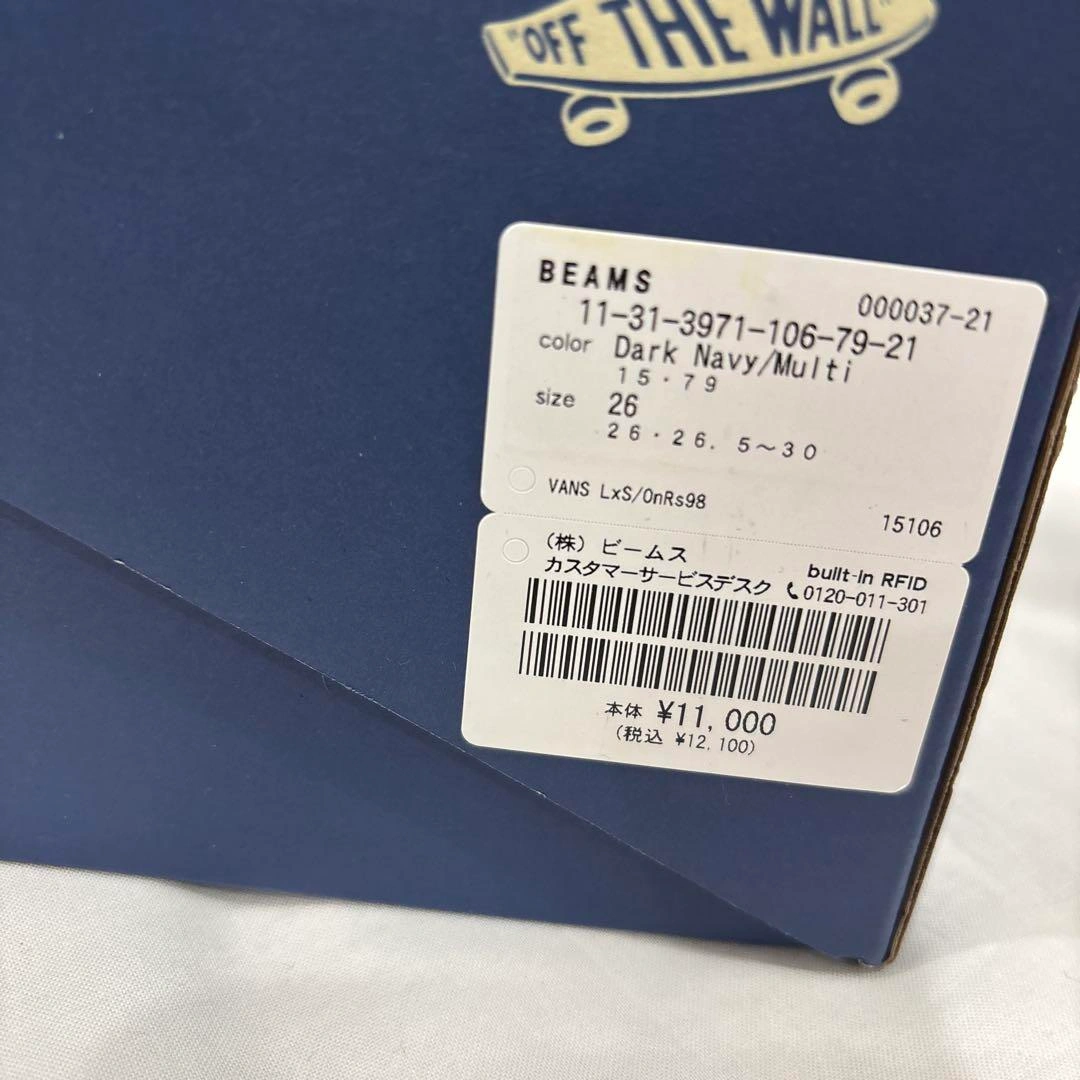 "OFF THE WALL"
BEAMS
000037-21
11-31-3971-106-79-21
color Dark Navy/Multi
15・79
size 26
26・26.5〜30
VANS LxS/OnRs98
15106
(株) ビームス
built-in RFID
カスタマーサービスデスク 0120-011-301
本体 ¥11,000
(税込 ¥12,100)